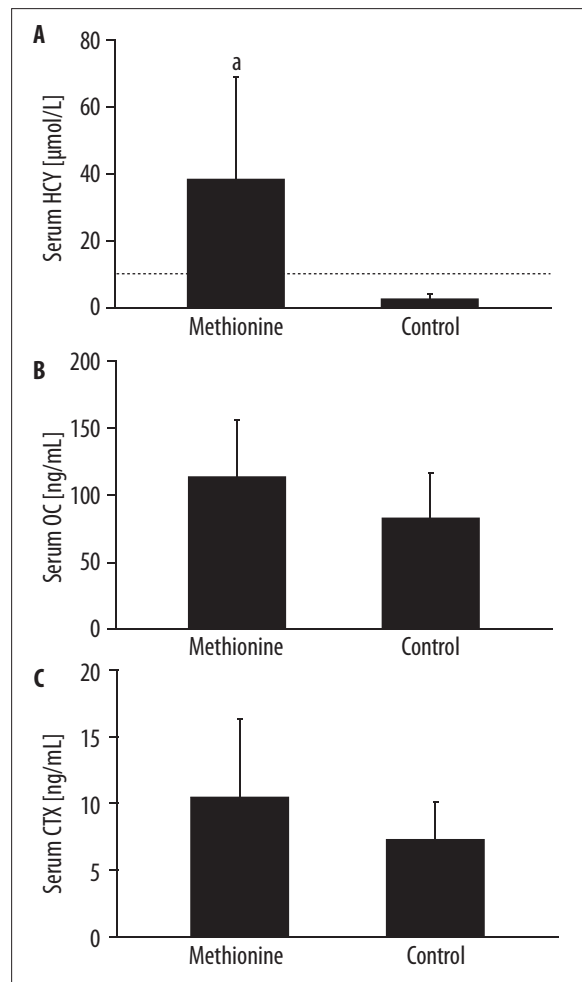 A
80
60
40
20
0
Serum HCY [µmol/L]
a
Methionine Control
B
200
150
100
50
0
Serum OC [ng/mL]
Methionine Control
C
20
15
10
5
0
Serum CTX [ng/mL]
Methionine Control